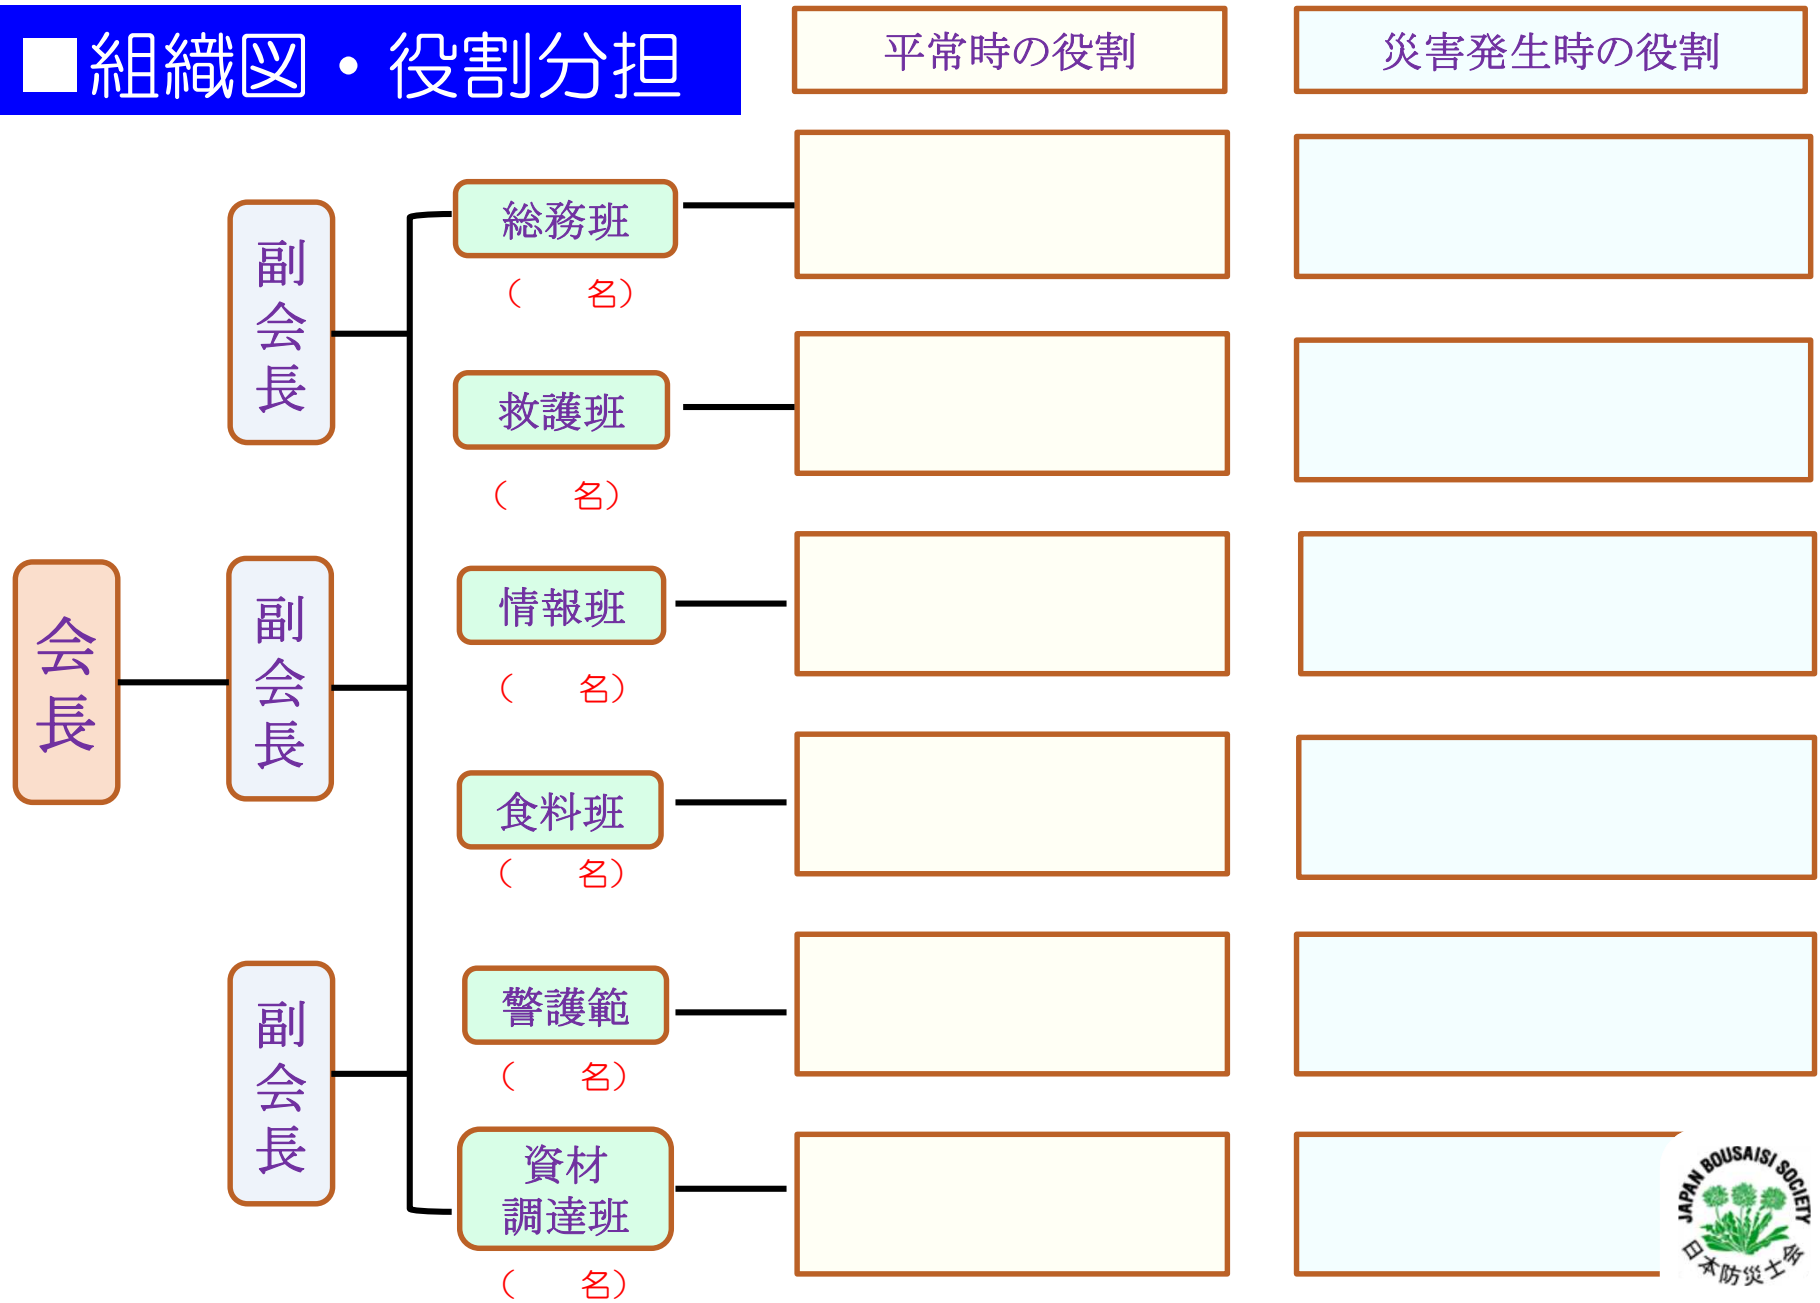 ■組織図・役割分担
平常時の役割
災害発生時の役割
会長
副会長
副会長
副会長
総務班
（　　名）
救護班
（　　名）
情報班
（　　名）
食料班
（　　名）
警護範
（　　名）
資材
調達班
（　　名）
JAPAN BOUSAISI SOCIETY
日本防災士会